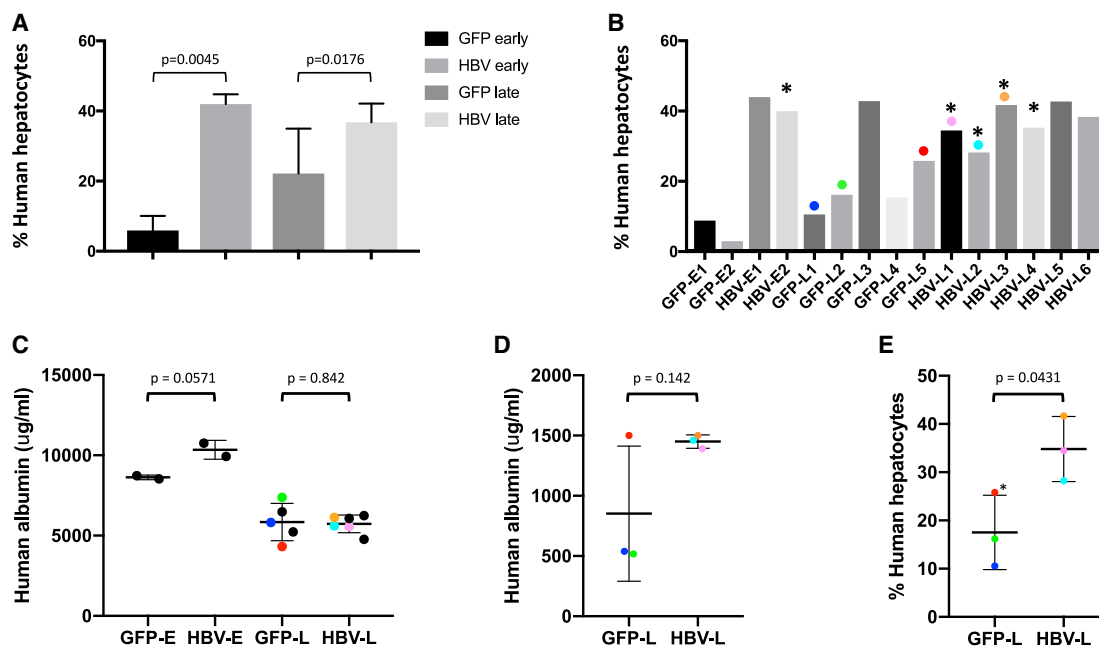 A
% Human hepatocytes
60
40
20
0
p=0.0045
p=0.0176
GFP early
HBV early
GFP late
HBV late
B
% Human hepatocytes
60
40
20
0
*
*
*
*
*
GFP-E1
GFP-E2
HBV-E1
HBV-E2
GFP-L1
GFP-L2
GFP-L3
GFP-L4
GFP-L5
HBV-L1
HBV-L2
HBV-L3
HBV-L4
HBV-L5
HBV-L6
C
Human albumin (ug/ml)
15000
10000
5000
0
p = 0.0571
p = 0.842
GFP-E
HBV-E
GFP-L
HBV-L
D
Human albumin (ug/ml)
2000
1500
1000
500
0
p = 0.142
GFP-L
HBV-L
E
% Human hepatocytes
50
40
30
20
10
0
p = 0.0431
*
GFP-L
HBV-L